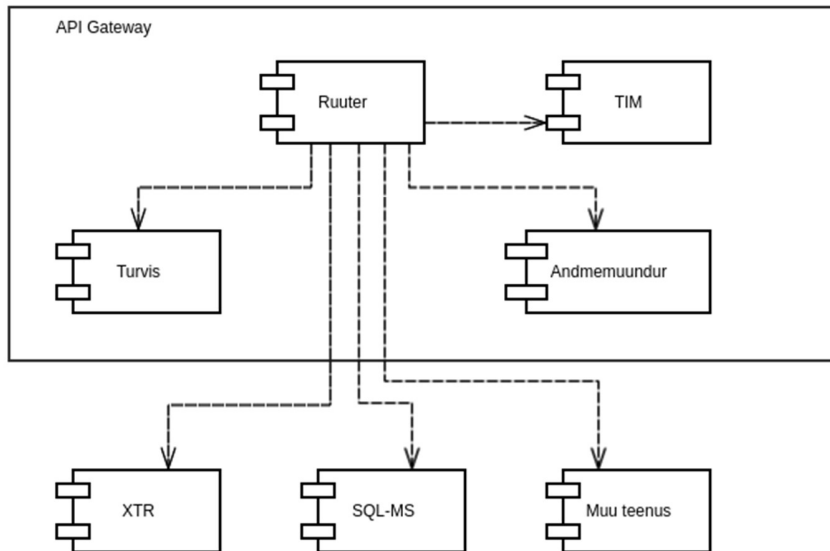 API Gateway
Ruuter
TIM
Turvis
Andmemuundur
XTR
SQL-MS
Muu teenus